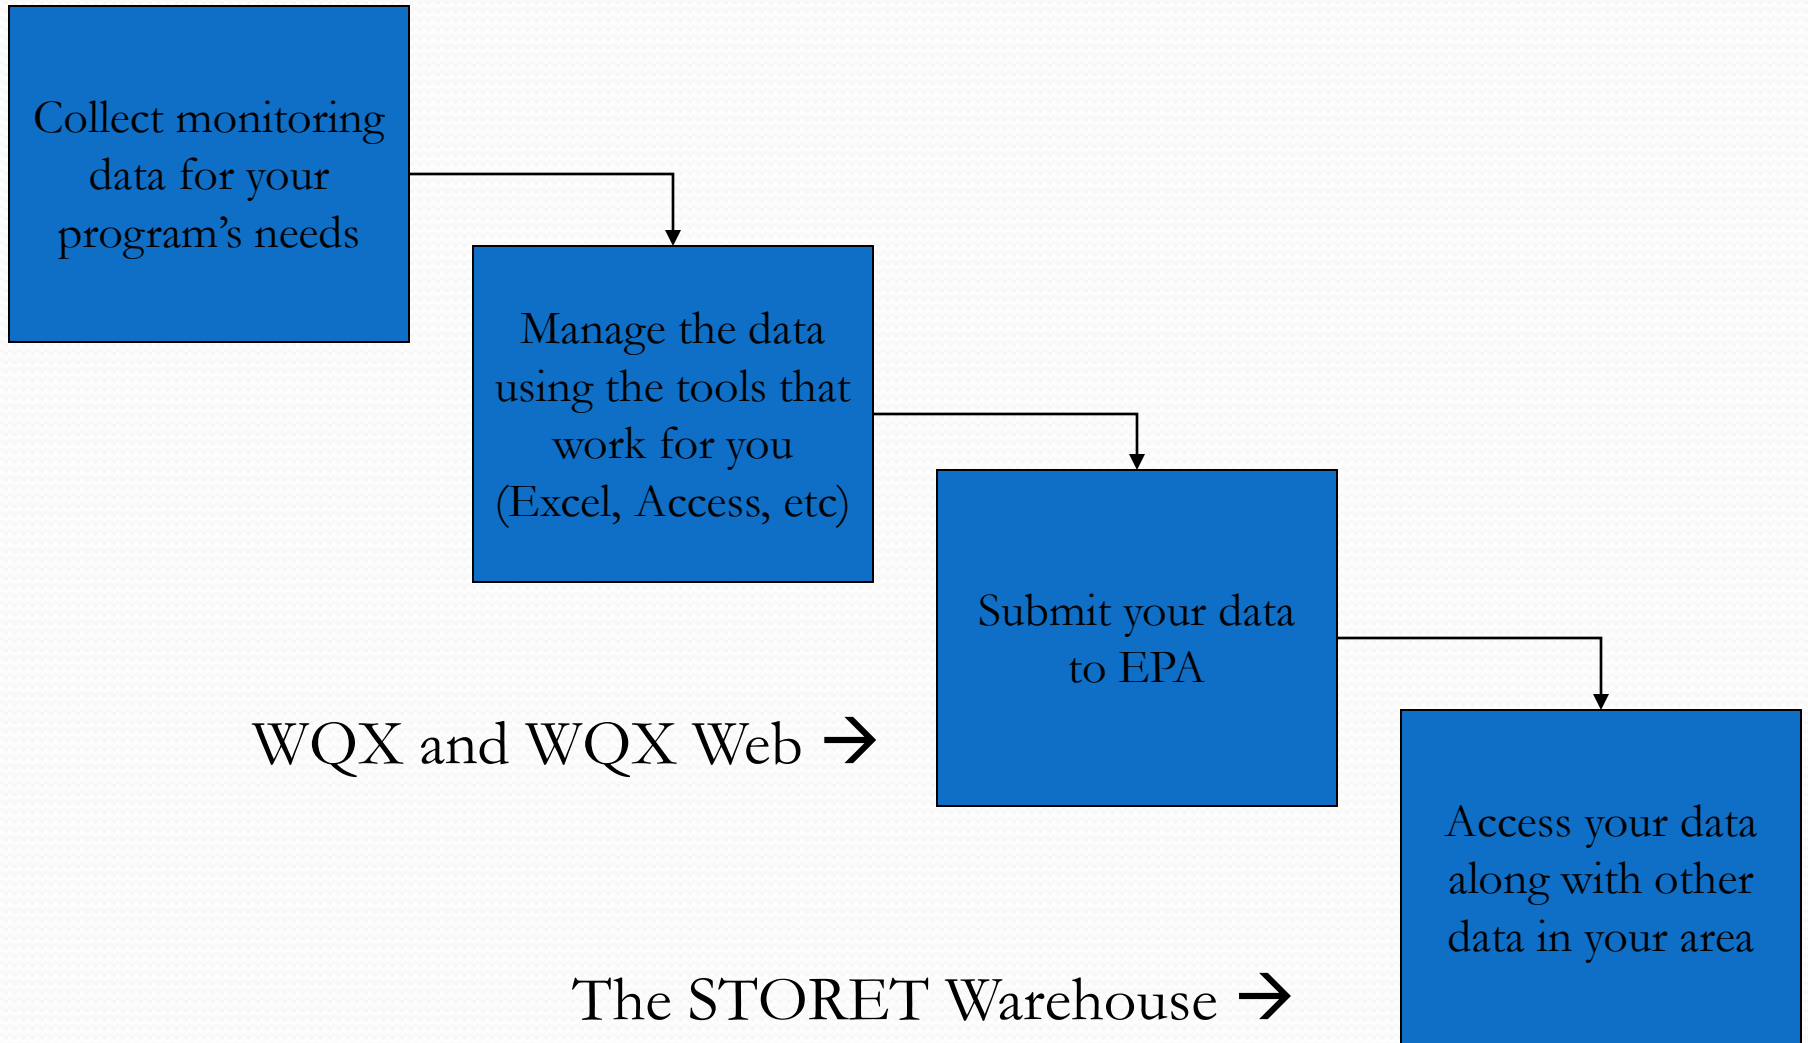 Collect monitoring
data for your
program’s needs
Manage the data
using the tools that
work for you
(Excel, Access, etc)
Submit your data
to EPA
WQX and WQX Web →
Access your data
along with other
data in your area
The STORET Warehouse →